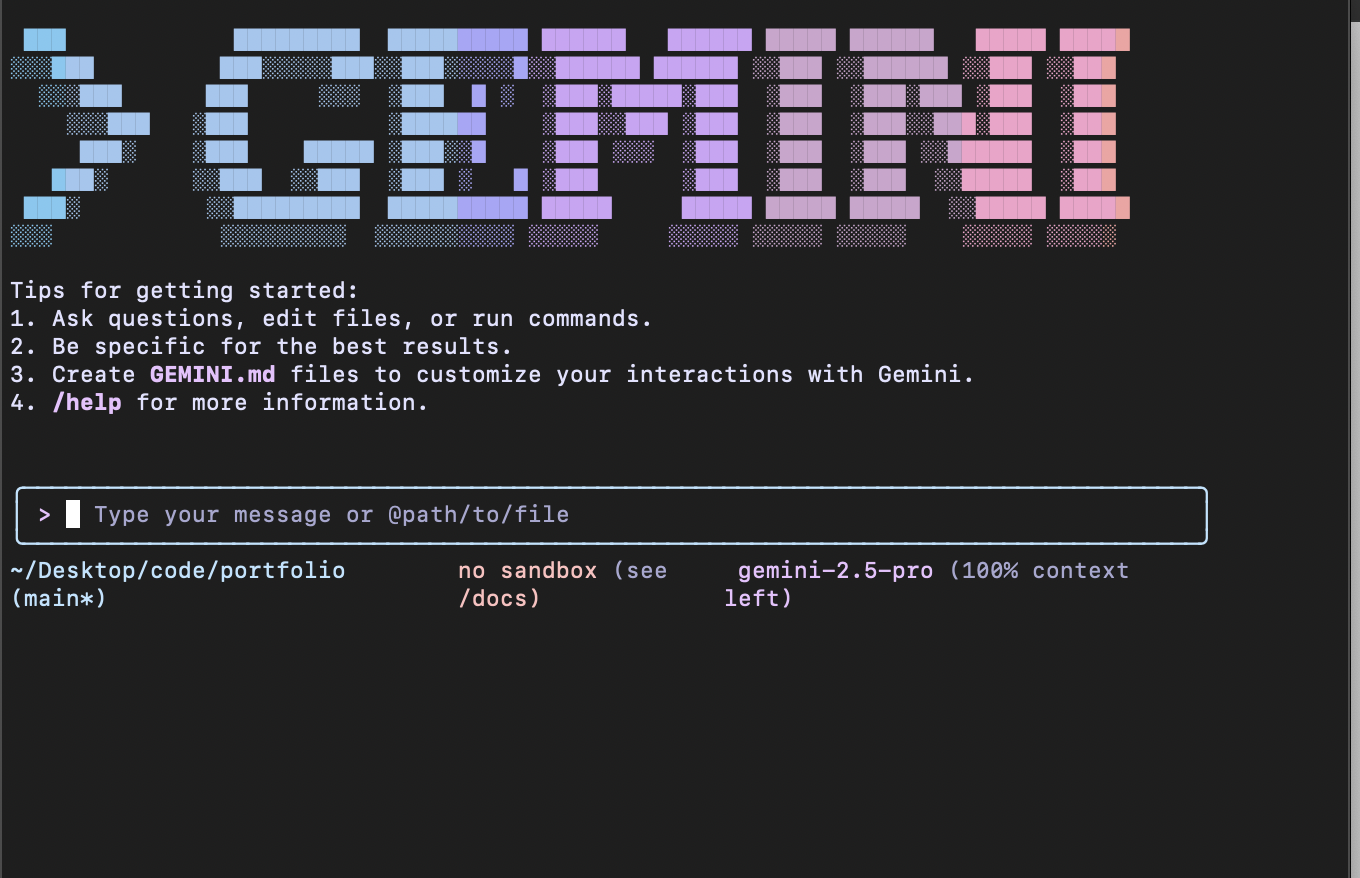 > GEMINI
Tips for getting started:
1. Ask questions, edit files, or run commands.
2. Be specific for the best results.
3. Create GEMINI.md files to customize your interactions with Gemini.
4. /help for more information.
> Type your message or @path/to/file
~/Desktop/code/portfolio no sandbox (see gemini-2.5-pro (100% context
(main*) /docs) left)